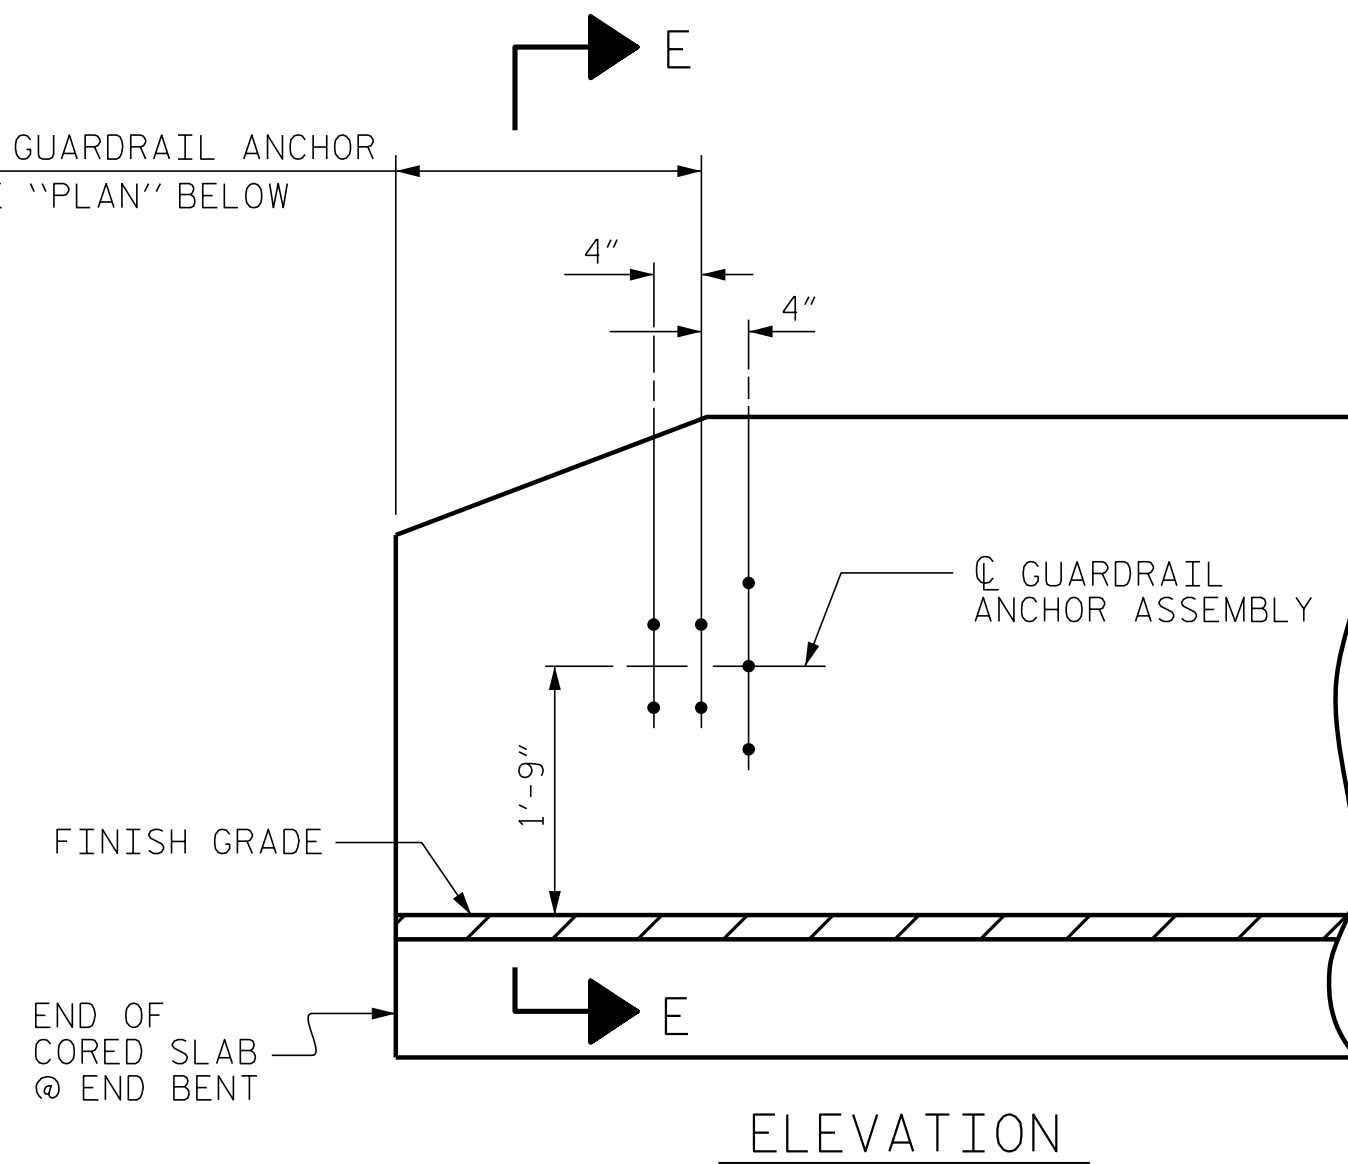 E
GUARDRAIL ANCHOR
"PLAN" BELOW
4"
4"
℄ GUARDRAIL
ANCHOR ASSEMBLY
1'-9"
FINISH GRADE
END OF
CORED SLAB
@ END BENT
E
ELEVATION